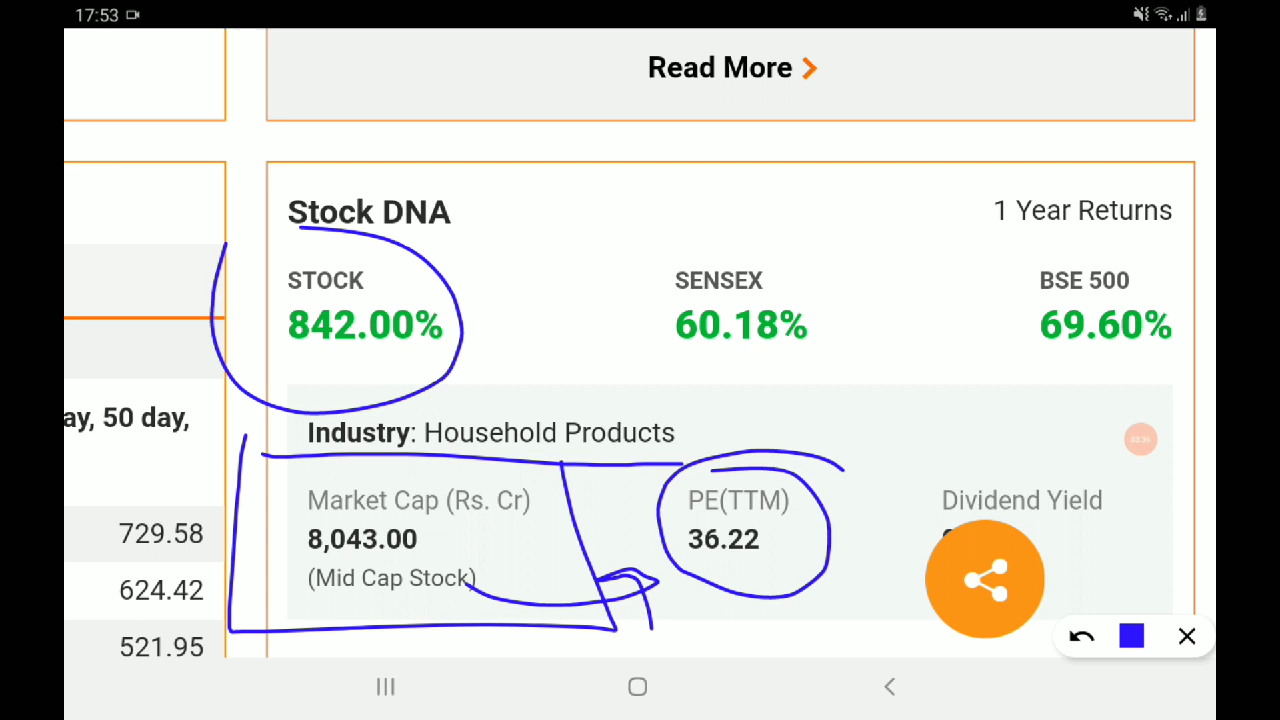 17:53
Read More
Stock DNA
1 Year Returns
STOCK
SENSEX
BSE 500
842.00%
60.18%
69.60%
ay, 50 day,
Industry: Household Products
Market Cap (Rs. Cr)
PE(TTM)
Dividend Yield
8,043.00
36.22
(Mid Cap Stock)
729.58
624.42
521.95